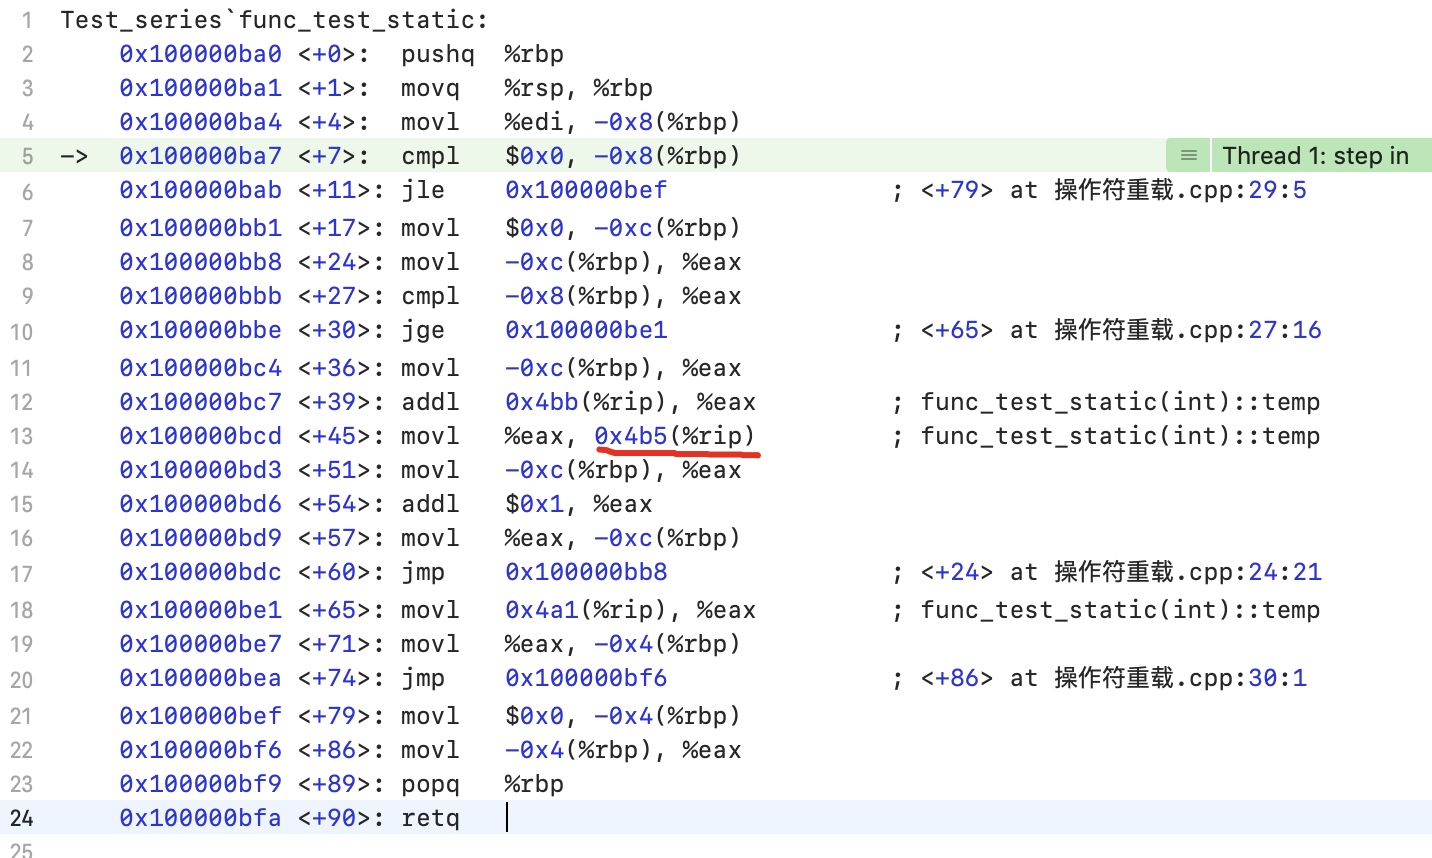 1 Test_series`func_test_static:
2 0x100000ba0 <+0>: pushq %rbp
3 0x100000ba1 <+1>: movq %rsp, %rbp
4 0x100000ba4 <+4>: movl %edi, -0x8(%rbp)
5 -> 0x100000ba7 <+7>: cmpl $0x0, -0x8(%rbp) Thread 1: step in
6 0x100000bab <+11>: jle 0x100000bef ; <+79> at 操作符重载.cpp:29:5
7 0x100000bb1 <+17>: movl $0x0, -0xc(%rbp)
8 0x100000bb8 <+24>: movl -0xc(%rbp), %eax
9 0x100000bbb <+27>: cmpl -0x8(%rbp), %eax
10 0x100000bbe <+30>: jge 0x100000be1 ; <+65> at 操作符重载.cpp:27:16
11 0x100000bc4 <+36>: movl -0xc(%rbp), %eax
12 0x100000bc7 <+39>: addl 0x4bb(%rip), %eax ; func_test_static(int)::temp
13 0x100000bcd <+45>: movl %eax, 0x4b5(%rip) ; func_test_static(int)::temp
14 0x100000bd3 <+51>: movl -0xc(%rbp), %eax
15 0x100000bd6 <+54>: addl $0x1, %eax
16 0x100000bd9 <+57>: movl %eax, -0xc(%rbp)
17 0x100000bdc <+60>: jmp 0x100000bb8 ; <+24> at 操作符重载.cpp:24:21
18 0x100000be1 <+65>: movl 0x4a1(%rip), %eax ; func_test_static(int)::temp
19 0x100000be7 <+71>: movl %eax, -0x4(%rbp)
20 0x100000bea <+74>: jmp 0x100000bf6 ; <+86> at 操作符重载.cpp:30:1
21 0x100000bef <+79>: movl $0x0, -0x4(%rbp)
22 0x100000bf6 <+86>: movl -0x4(%rbp), %eax
23 0x100000bf9 <+89>: popq %rbp
24 0x100000bfa <+90>: retq
25